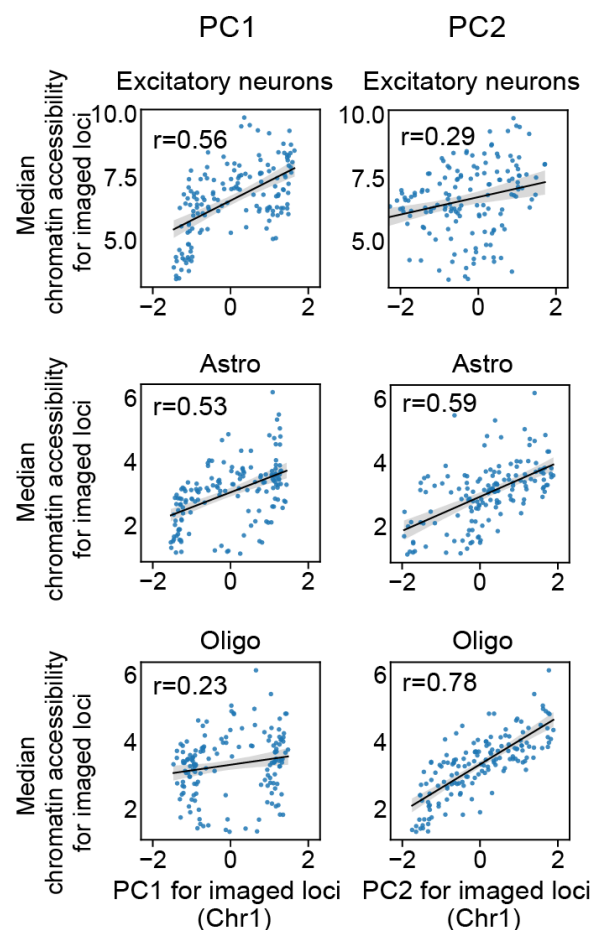 PC1
PC2
Excitatory neurons
Excitatory neurons
Median
chromatin accessibility
for imaged loci
10.0
7.5
5.0
r=0.56
−2
0
2
10.0
7.5
5.0
r=0.29
−2
0
2
Astro
Astro
Median
chromatin accessibility
for imaged loci
6
4
2
r=0.53
−2
0
2
6
4
2
r=0.59
−2
0
2
Oligo
Oligo
Median
chromatin accessibility
for imaged loci
6
4
2
r=0.23
−2
0
2
6
4
2
r=0.78
−2
0
2
PC1 for imaged loci
(Chr1)
PC2 for imaged loci
(Chr1)